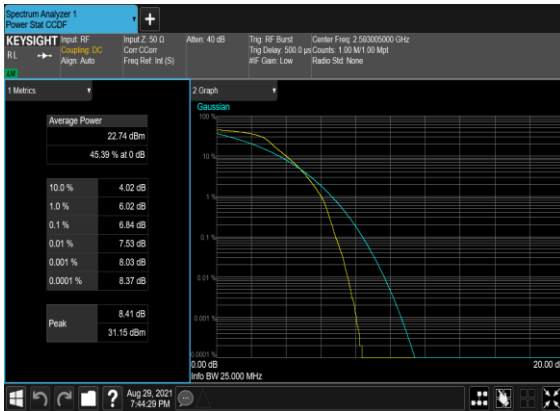 Spectrum Analyzer 1
Power Stat CCDF
KEYSIGHT
RL
Input: RF
Coupling: DC
Align: Auto
Input Z: 50 Ω
Corr CCorr
Freq Ref: Int (S)
Atten: 40 dB
Trig: RF Burst
Trig Delay: 500.0 µs
#IF Gain: Low
Center Freq: 2.593005000 GHz
Counts: 1.00 M/1.00 Mpt
Radio Std: None
1 Metrics
Average Power
22.74 dBm
45.39 % at 0 dB
10.0 % 4.02 dB
1.0 % 6.02 dB
0.1 % 6.84 dB
0.01 % 7.53 dB
0.001 % 8.03 dB
0.0001 % 8.37 dB
Peak
8.41 dB
31.15 dBm
2 Graph
Gaussian
100 %
10 %
1 %
0.1 %
0.01 %
0.001 %
0.0001 %
0.00 dB
20.00 d
Info BW 25.000 MHz
Aug 29, 2021
7:44:29 PM